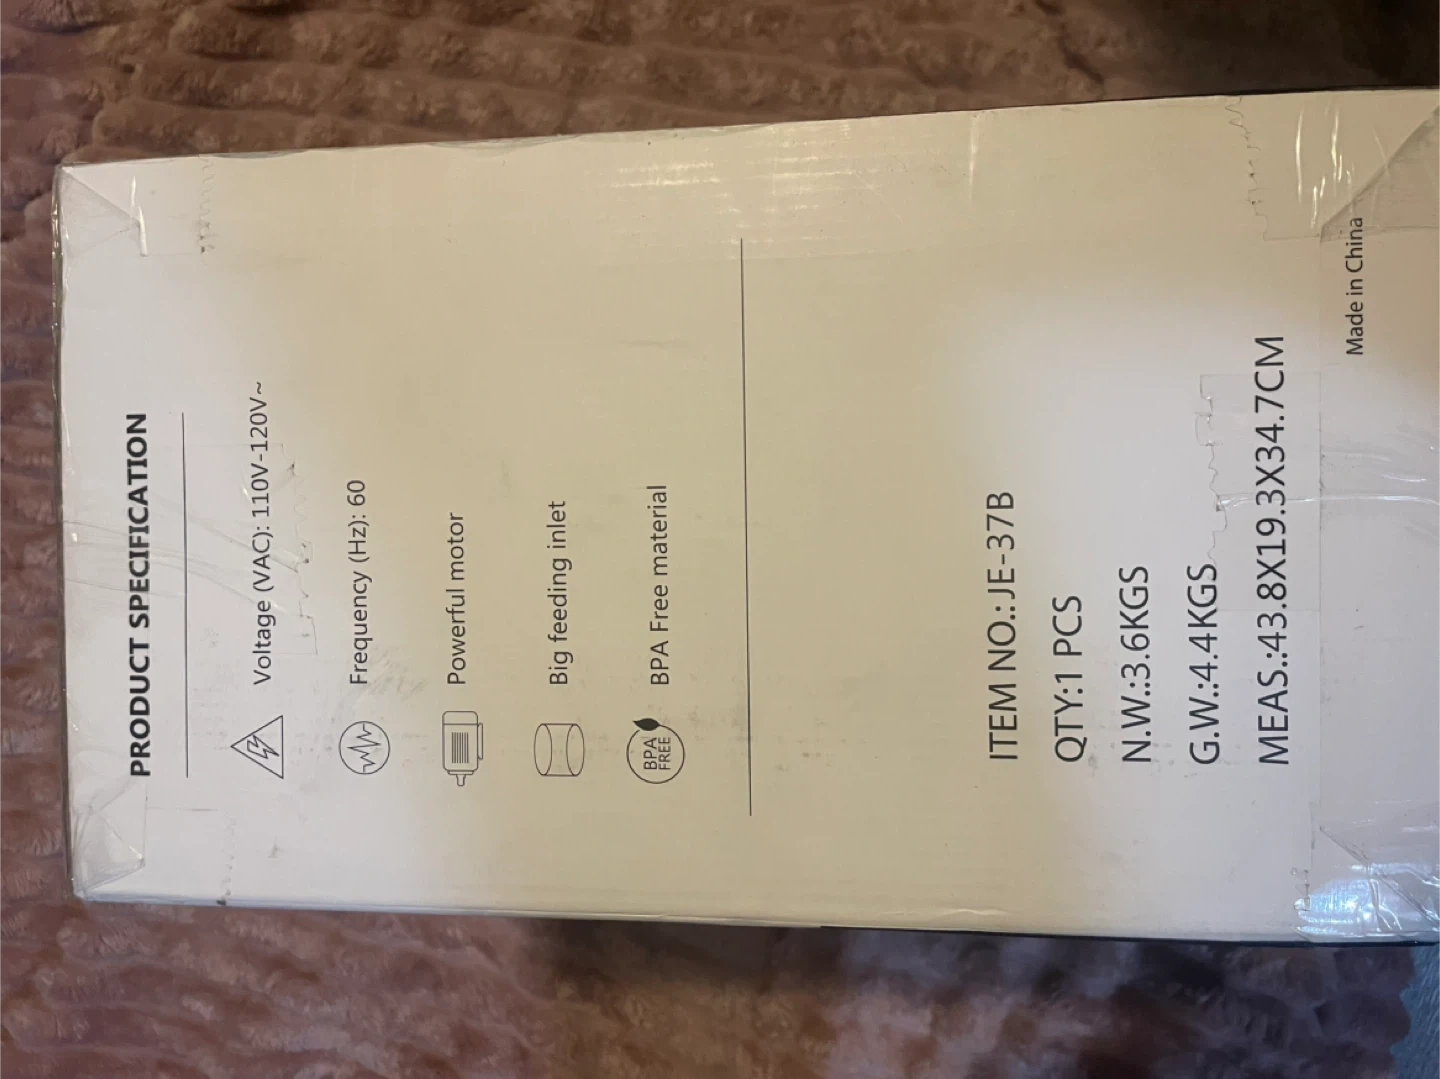 PRODUCT SPECIFICATION
Voltage (VAC): 110V-120V~
Frequency (Hz): 60
Powerful motor
Big feeding inlet
BPA FREE
BPA Free material
ITEM NO.:JE-37B
QTY:1 PCS
N.W.:3.6KGS
G.W.:4.4KGS
MEAS.:43.8X19.3X34.7CM
Made in China